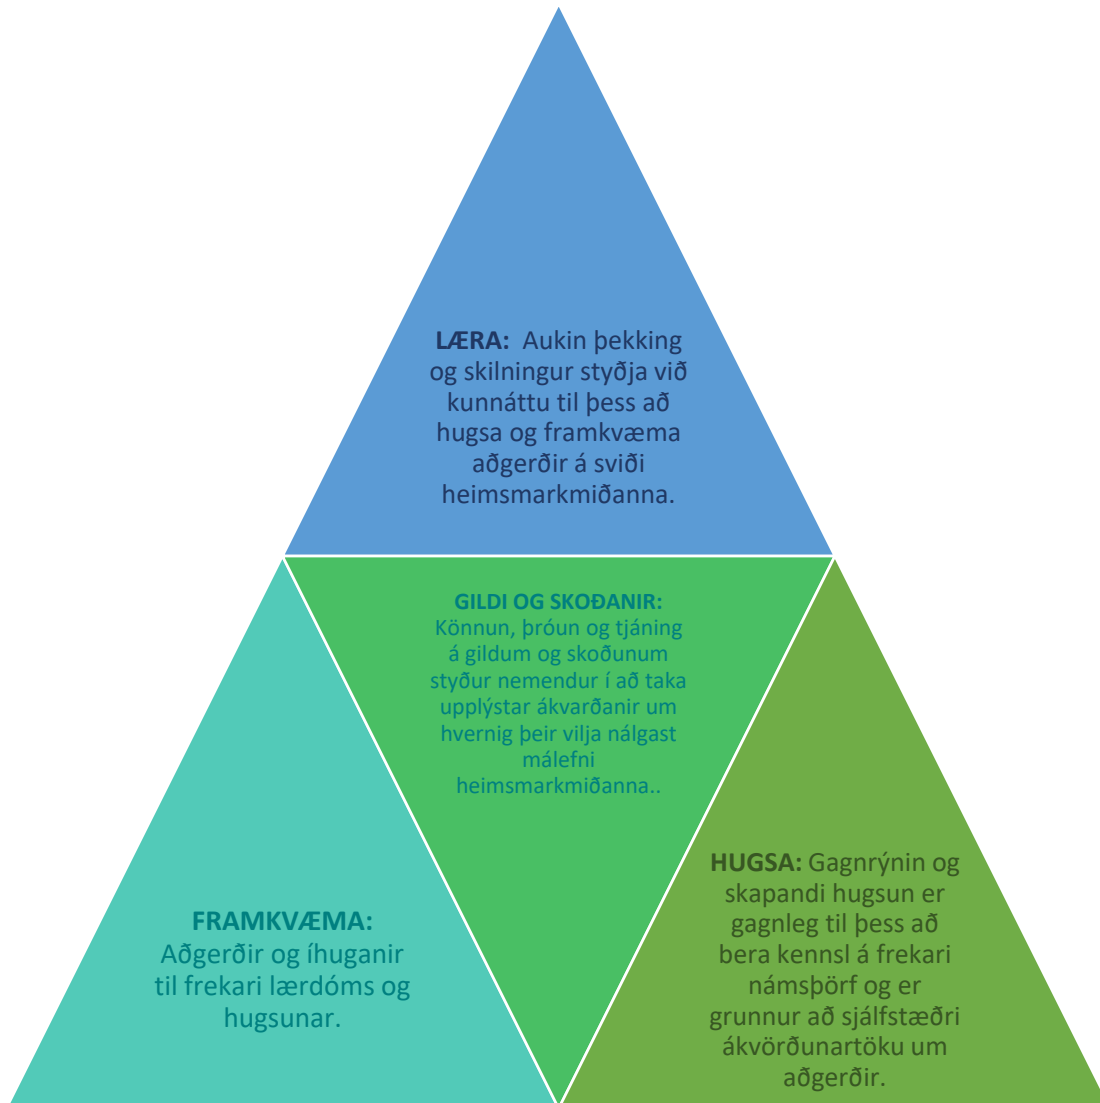 LÆRA: Aukin þekking
og skilningur styðja við
kunnáttu til þess að
hugsa og framkvæma
aðgerðir á sviði
heimsmarkmiðanna.
GILDI OG SKOÐANIR:
Könnun, þróun og tjáning
á gildum og skoðunum
styður nemendur í að taka
upplýstar ákvarðanir um
hvernig þeir vilja nálgast
málefni
heimsmarkmiðanna..
FRAMKVÆMA:
Aðgerðir og íhuganir
til frekari lærdóms og
hugsunar.
HUGSA: Gagnrýnin og
skapandi hugsun er
gagnleg til þess að
bera kennsl á frekari
námsþörf og er
grunnur að sjálfstæðri
ákvörðunartöku um
aðgerðir.